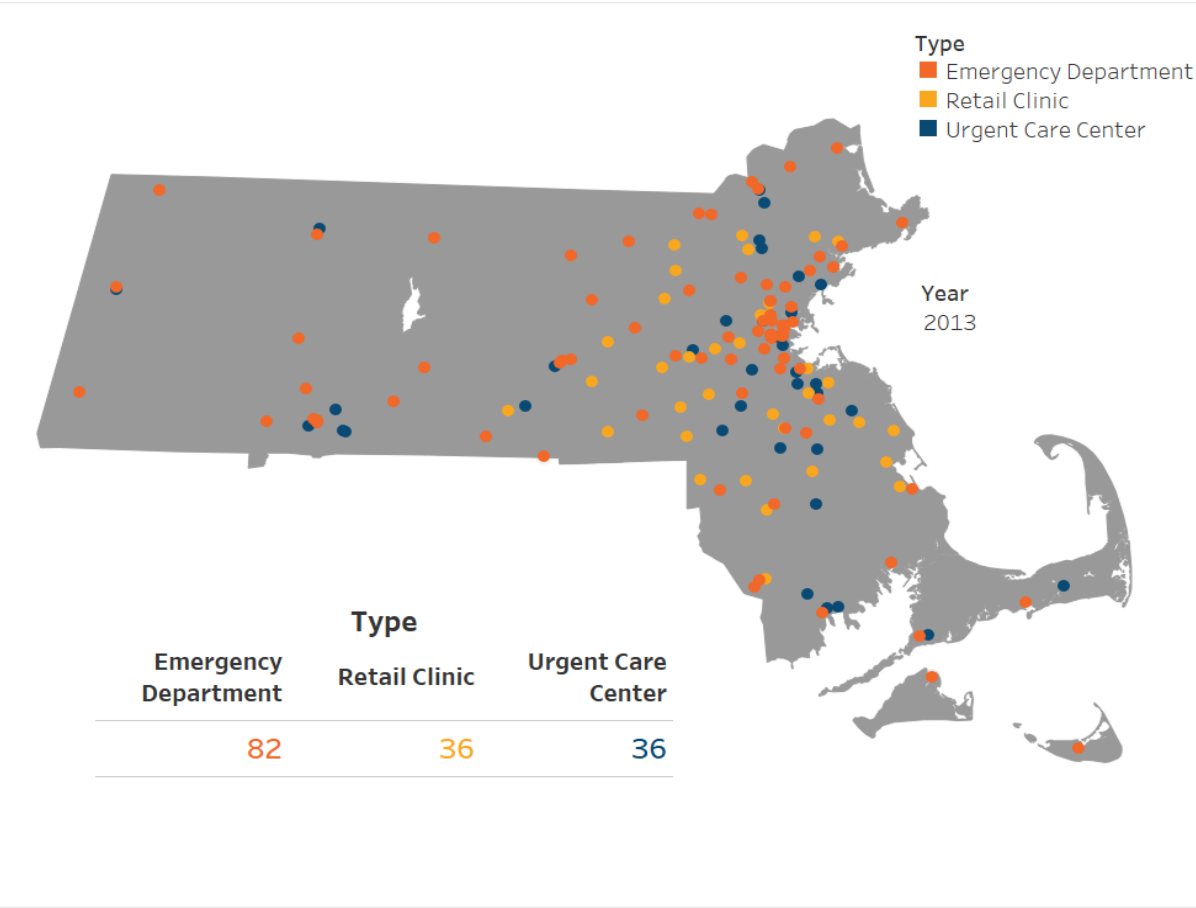 Type
Emergency Department
Retail Clinic
Urgent Care Center
Year
2013
Type
Emergency
Department
Retail Clinic
Urgent Care
Center
82 36 36